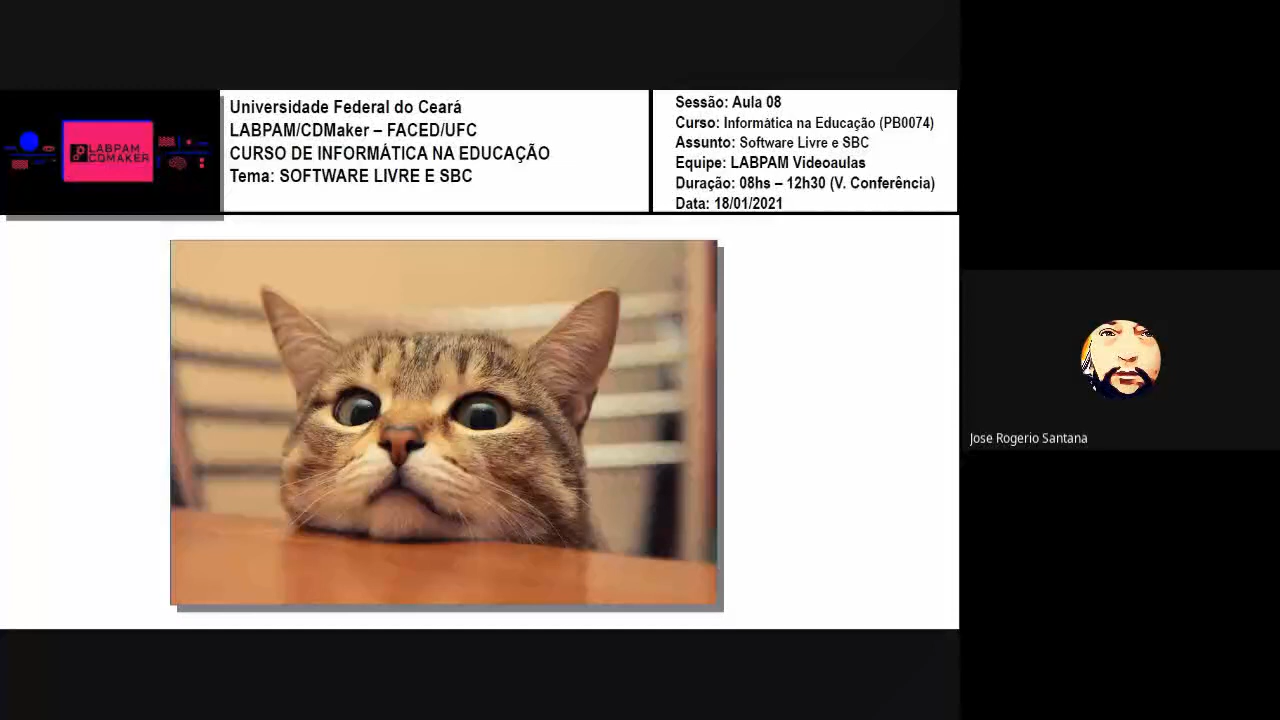 LABPAM
CDMAKER
Universidade Federal do Ceará
LABPAM/CDMaker – FACED/UFC
CURSO DE INFORMÁTICA NA EDUCAÇÃO
Tema: SOFTWARE LIVRE E SBC
Sessão: Aula 08
Curso: Informática na Educação (PB0074)
Assunto: Software Livre e SBC
Equipe: LABPAM Videoaulas
Duração: 08hs – 12h30 (V. Conferência)
Data: 18/01/2021
Jose Rogerio Santana